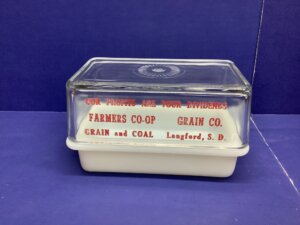 OUR PROFITS ARE YOUR DIVIDENDS
FARMERS CO-OP GRAIN CO.
GRAIN and COAL Langford, S. D.